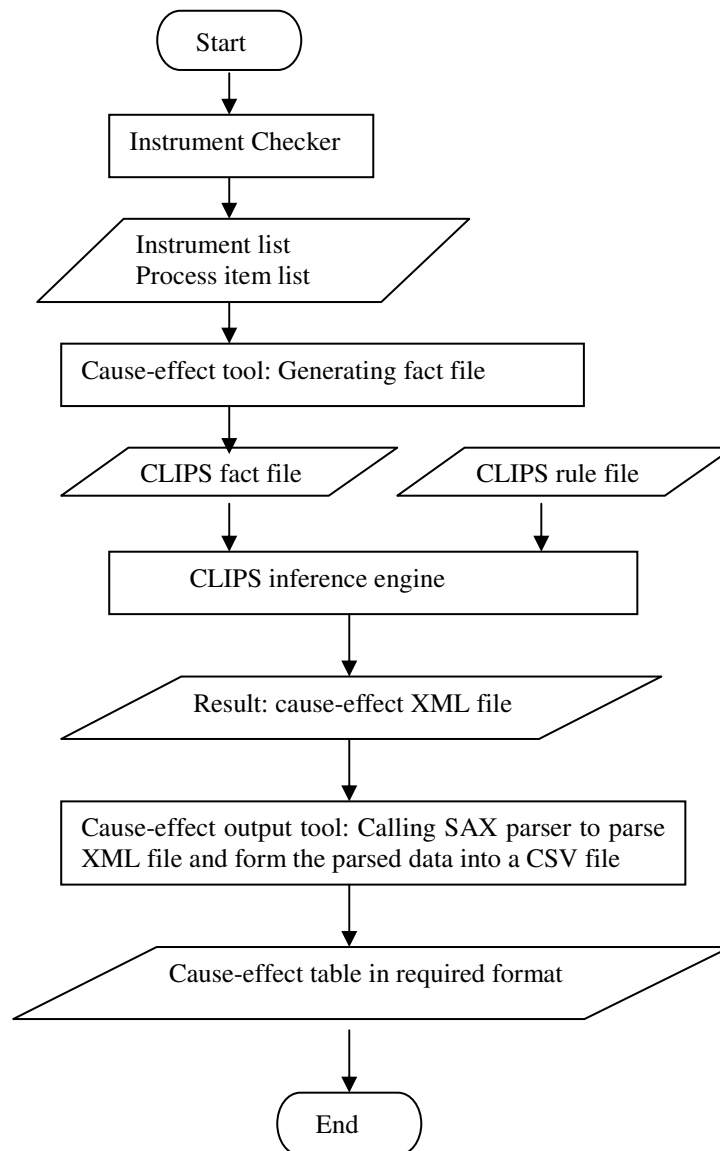 Start
Instrument Checker
Instrument list
Process item list
Cause-effect tool: Generating fact file
CLIPS fact file
CLIPS rule file
CLIPS inference engine
Result: cause-effect XML file
Cause-effect output tool: Calling SAX parser to parse
XML file and form the parsed data into a CSV file
Cause-effect table in required format
End